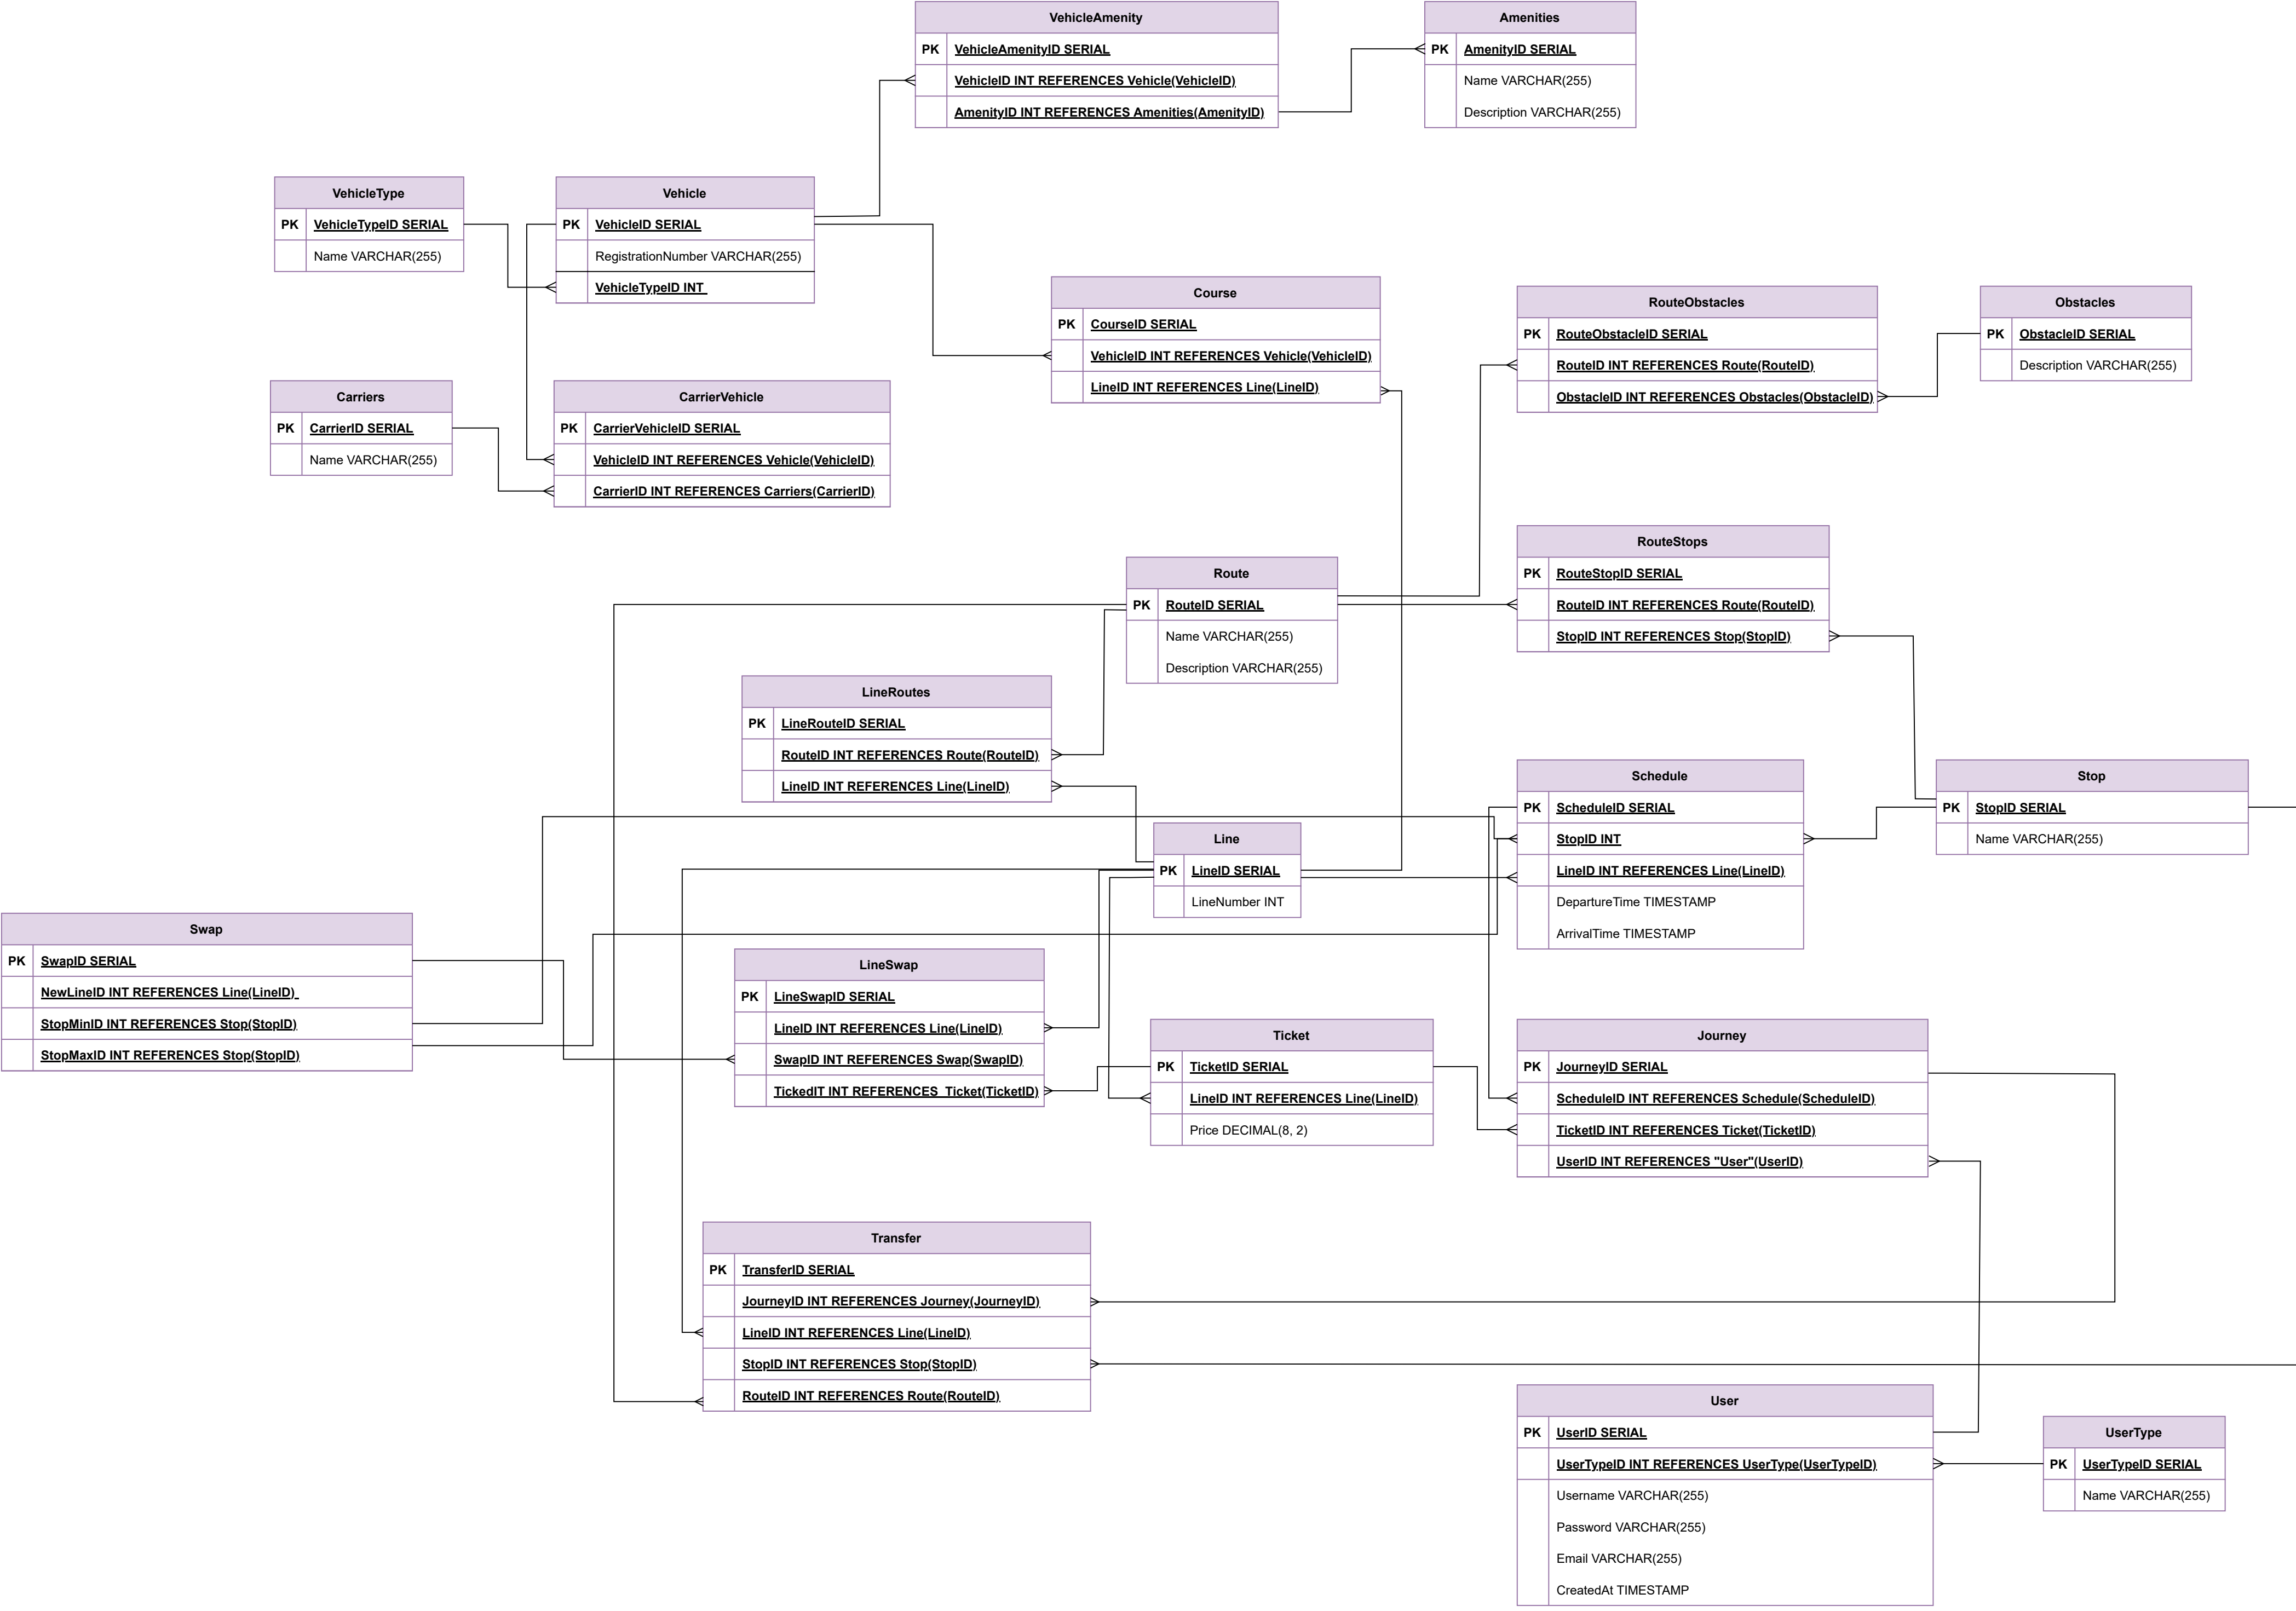 VehicleAmenity
PK VehicleAmenityID SERIAL
VehicleID INT REFERENCES Vehicle(VehicleID)
AmenityID INT REFERENCES Amenities(AmenityID)
Amenities
PK AmenityID SERIAL
Name VARCHAR(255)
Description VARCHAR(255)
VehicleType
PK VehicleTypeID SERIAL
Name VARCHAR(255)
Vehicle
PK VehicleID SERIAL
RegistrationNumber VARCHAR(255)
VehicleTypeID INT
Course
PK CourseID SERIAL
VehicleID INT REFERENCES Vehicle(VehicleID)
LineID INT REFERENCES Line(LineID)
RouteObstacles
PK RouteObstacleID SERIAL
RouteID INT REFERENCES Route(RouteID)
ObstacleID INT REFERENCES Obstacles(ObstacleID)
Obstacles
PK ObstacleID SERIAL
Description VARCHAR(255)
Carriers
PK CarrierID SERIAL
Name VARCHAR(255)
CarrierVehicle
PK CarrierVehicleID SERIAL
VehicleID INT REFERENCES Vehicle(VehicleID)
CarrierID INT REFERENCES Carriers(CarrierID)
Route
PK RouteID SERIAL
Name VARCHAR(255)
Description VARCHAR(255)
RouteStops
PK RouteStopID SERIAL
RouteID INT REFERENCES Route(RouteID)
StopID INT REFERENCES Stop(StopID)
LineRoutes
PK LineRouteID SERIAL
RouteID INT REFERENCES Route(RouteID)
LineID INT REFERENCES Line(LineID)
Line
PK LineID SERIAL
LineNumber INT
Schedule
PK ScheduleID SERIAL
StopID INT
LineID INT REFERENCES Line(LineID)
DepartureTime TIMESTAMP
ArrivalTime TIMESTAMP
Stop
PK StopID SERIAL
Name VARCHAR(255)
Swap
PK SwapID SERIAL
NewLineID INT REFERENCES Line(LineID)
StopMinID INT REFERENCES Stop(StopID)
StopMaxID INT REFERENCES Stop(StopID)
LineSwap
PK LineSwapID SERIAL
LineID INT REFERENCES Line(LineID)
SwapID INT REFERENCES Swap(SwapID)
TickedIT INT REFERENCES Ticket(TicketID)
Ticket
PK TicketID SERIAL
LineID INT REFERENCES Line(LineID)
Price DECIMAL(8, 2)
Journey
PK JourneyID SERIAL
ScheduleID INT REFERENCES Schedule(ScheduleID)
TicketID INT REFERENCES Ticket(TicketID)
UserID INT REFERENCES "User"(UserID)
Transfer
PK TransferID SERIAL
JourneyID INT REFERENCES Journey(JourneyID)
LineID INT REFERENCES Line(LineID)
StopID INT REFERENCES Stop(StopID)
RouteID INT REFERENCES Route(RouteID)
User
PK UserID SERIAL
UserTypeID INT REFERENCES UserType(UserTypeID)
Username VARCHAR(255)
Password VARCHAR(255)
Email VARCHAR(255)
CreatedAt TIMESTAMP
UserType
PK UserTypeID SERIAL
Name VARCHAR(255)